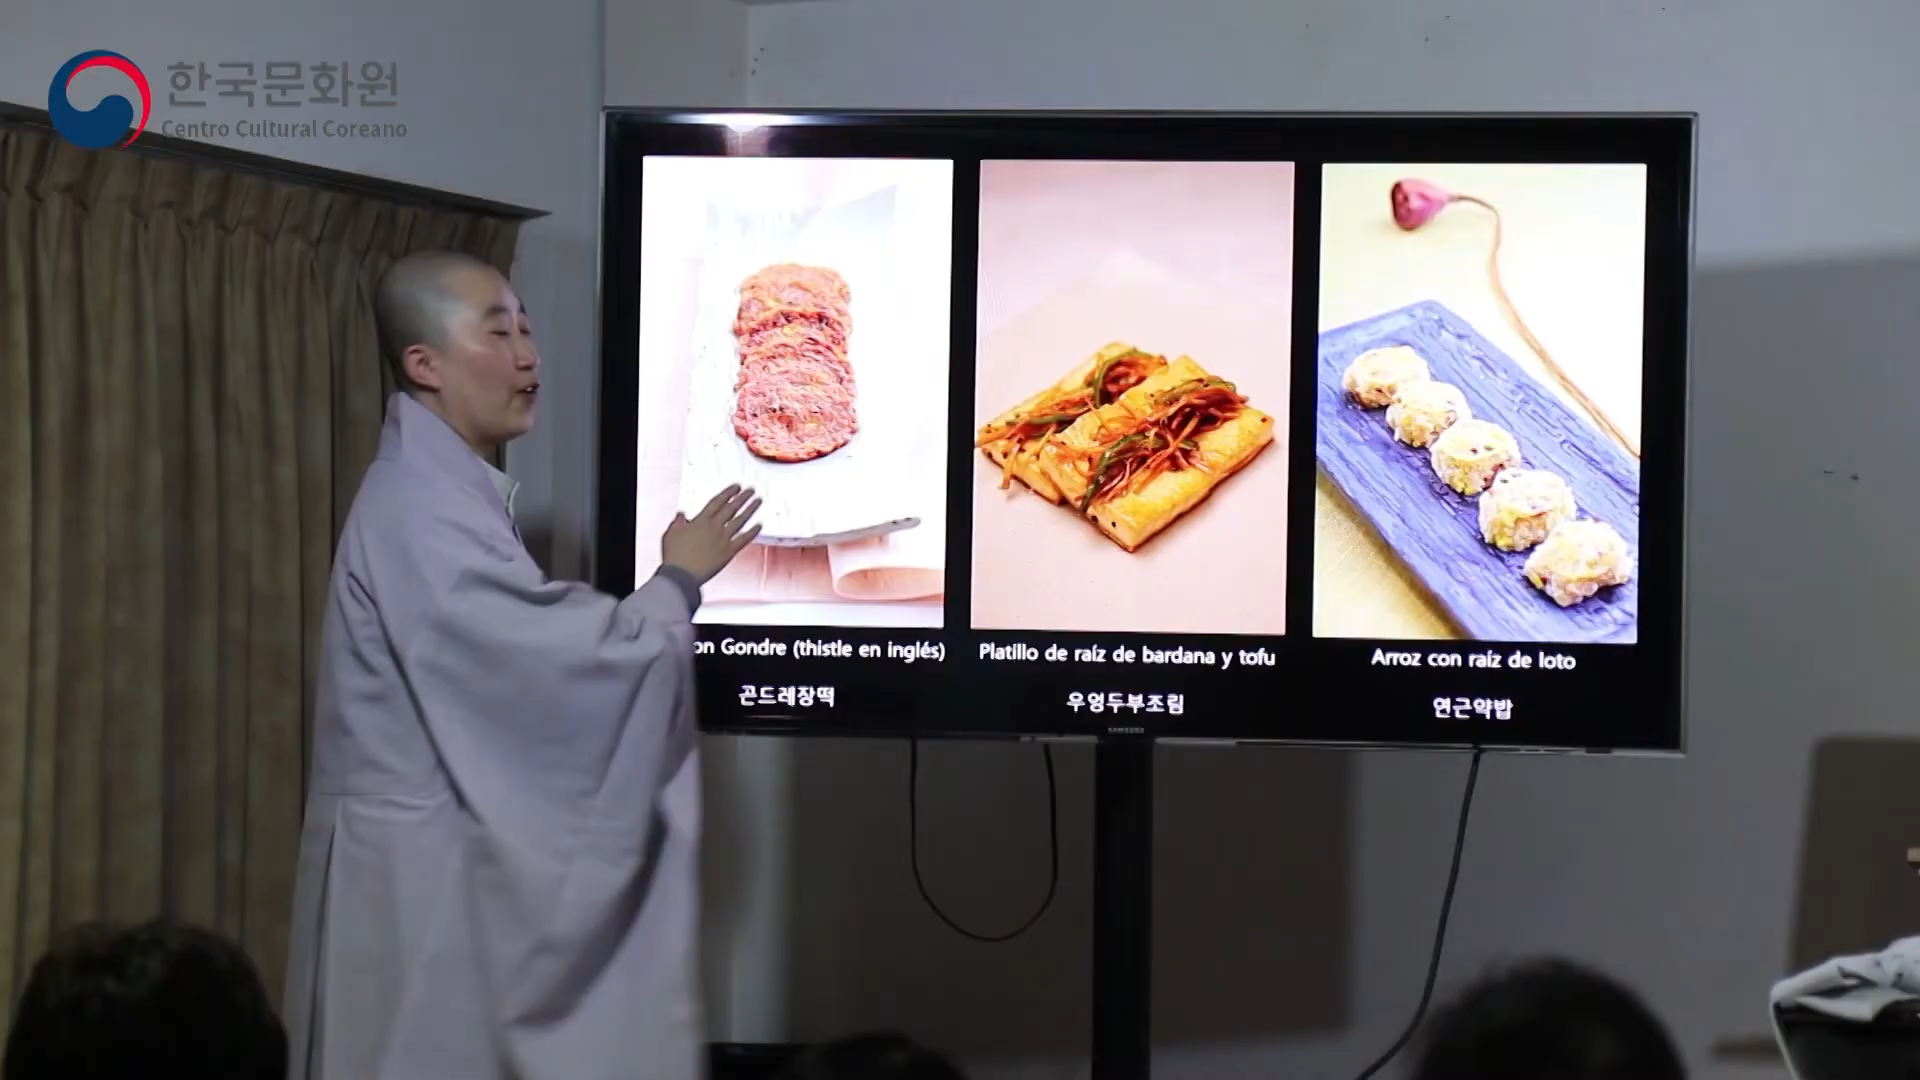 한국문화원
Centro Cultural Coreano
on Gondre (thistle en inglés)
곤드레장떡
Platillo de raíz de bardana y tofu
우엉두부조림
Arroz con raíz de loto
연근약밥
SAMSUNG